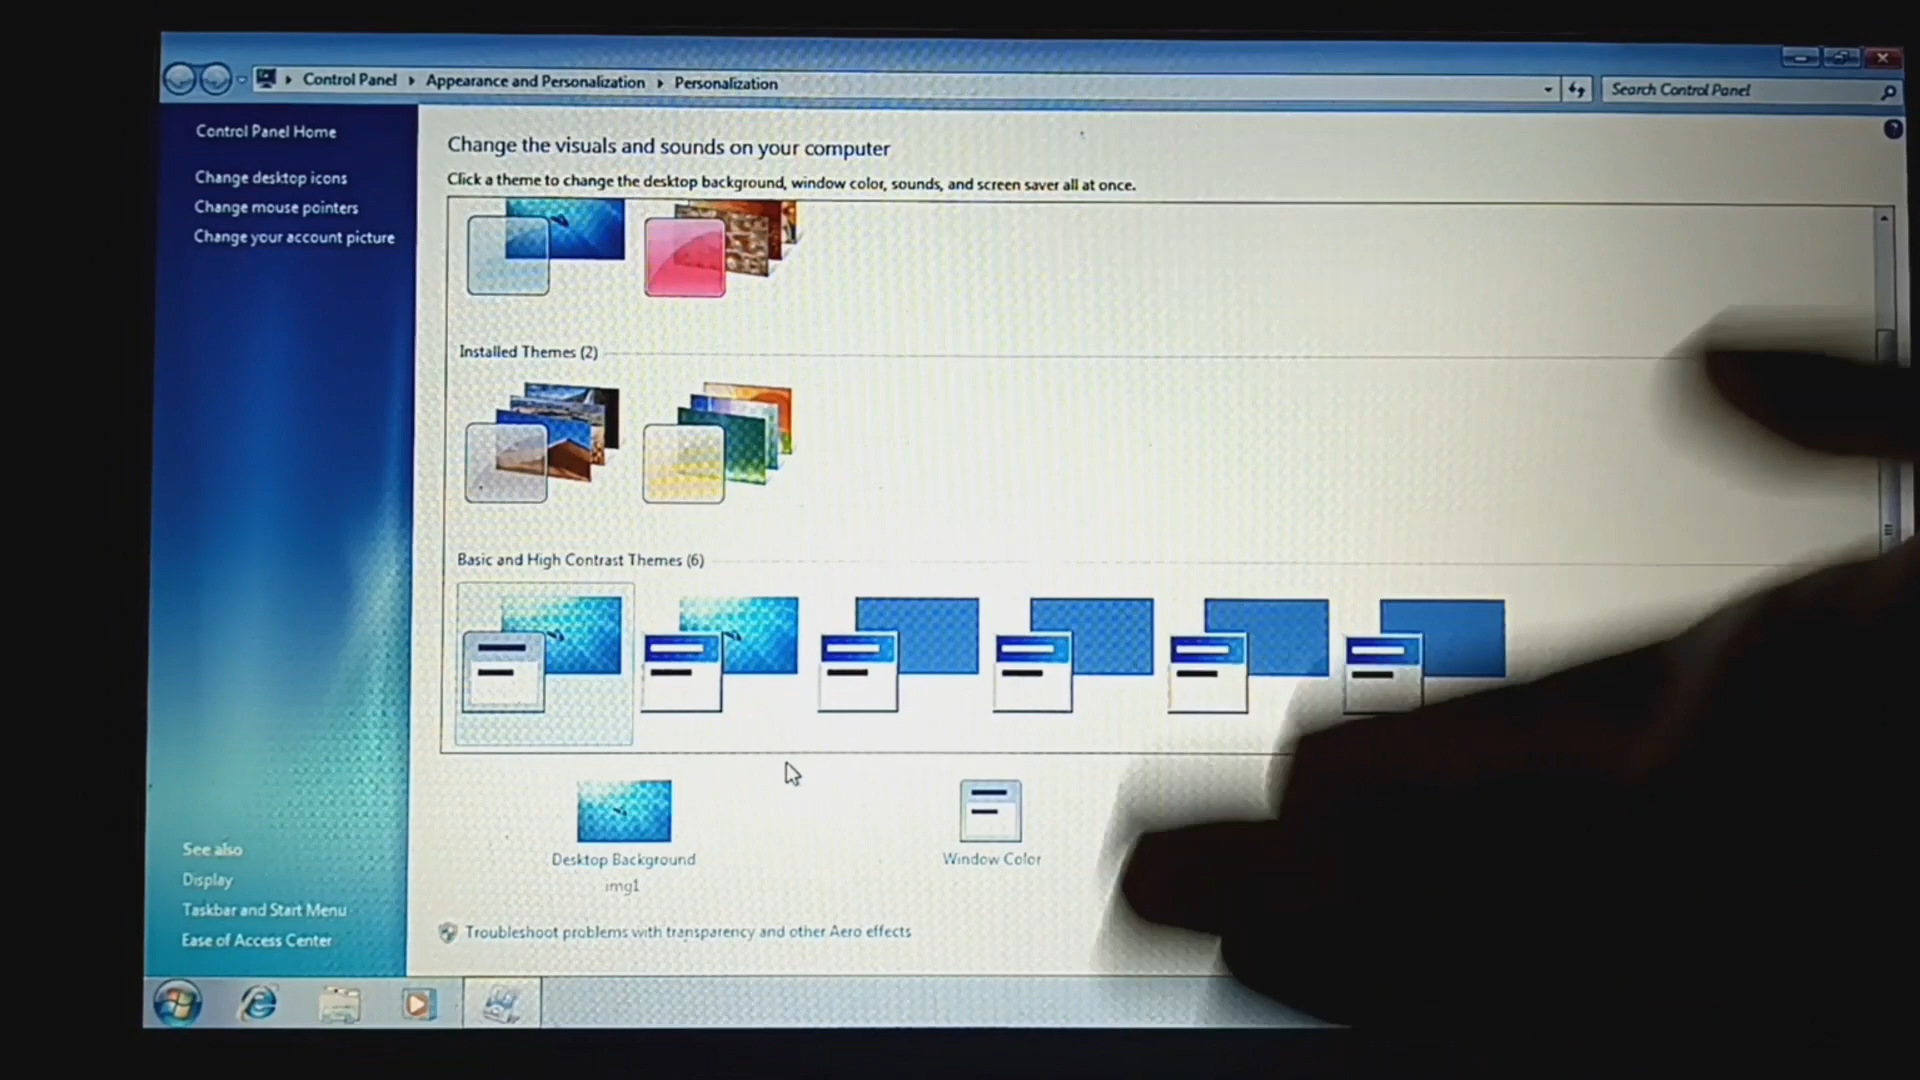 Control Panel Appearance and Personalization Personalization
Search Control Panel
Control Panel Home
Change desktop icons
Change mouse pointers
Change your account picture
Change the visuals and sounds on your computer
Click a theme to change the desktop background, window color, sounds, and screen saver all at once.
Installed Themes (2)
Basic and High Contrast Themes (6)
Desktop Background
img1
Window Color
Troubleshoot problems with transparency and other Aero effects
See also
Display
Taskbar and Start Menu
Ease of Access Center